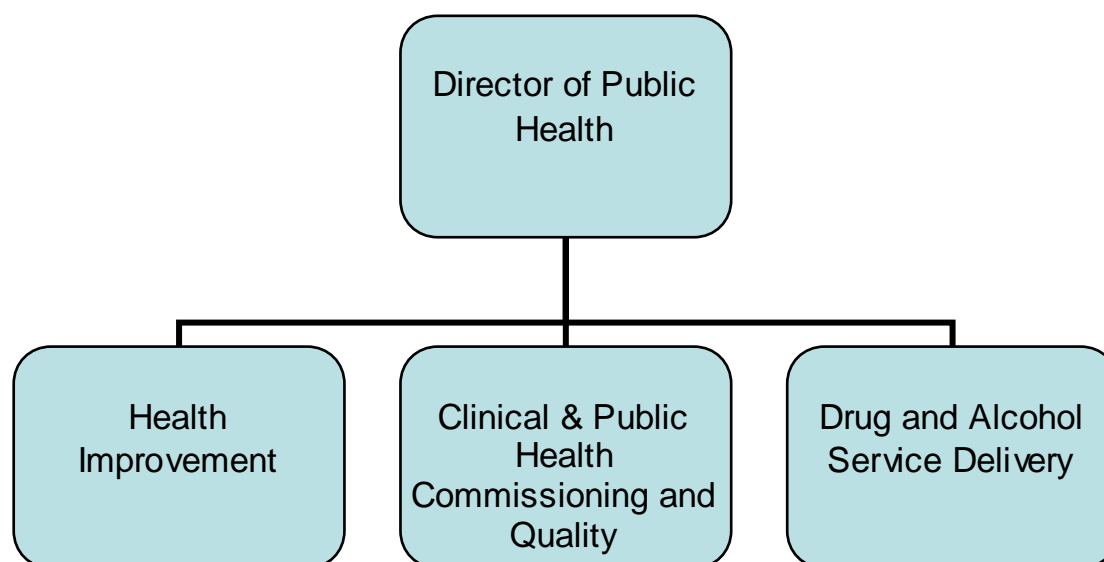 Director of Public
Health
Health
Improvement
Clinical & Public
Health
Commissioning and
Quality
Drug and Alcohol
Service Delivery